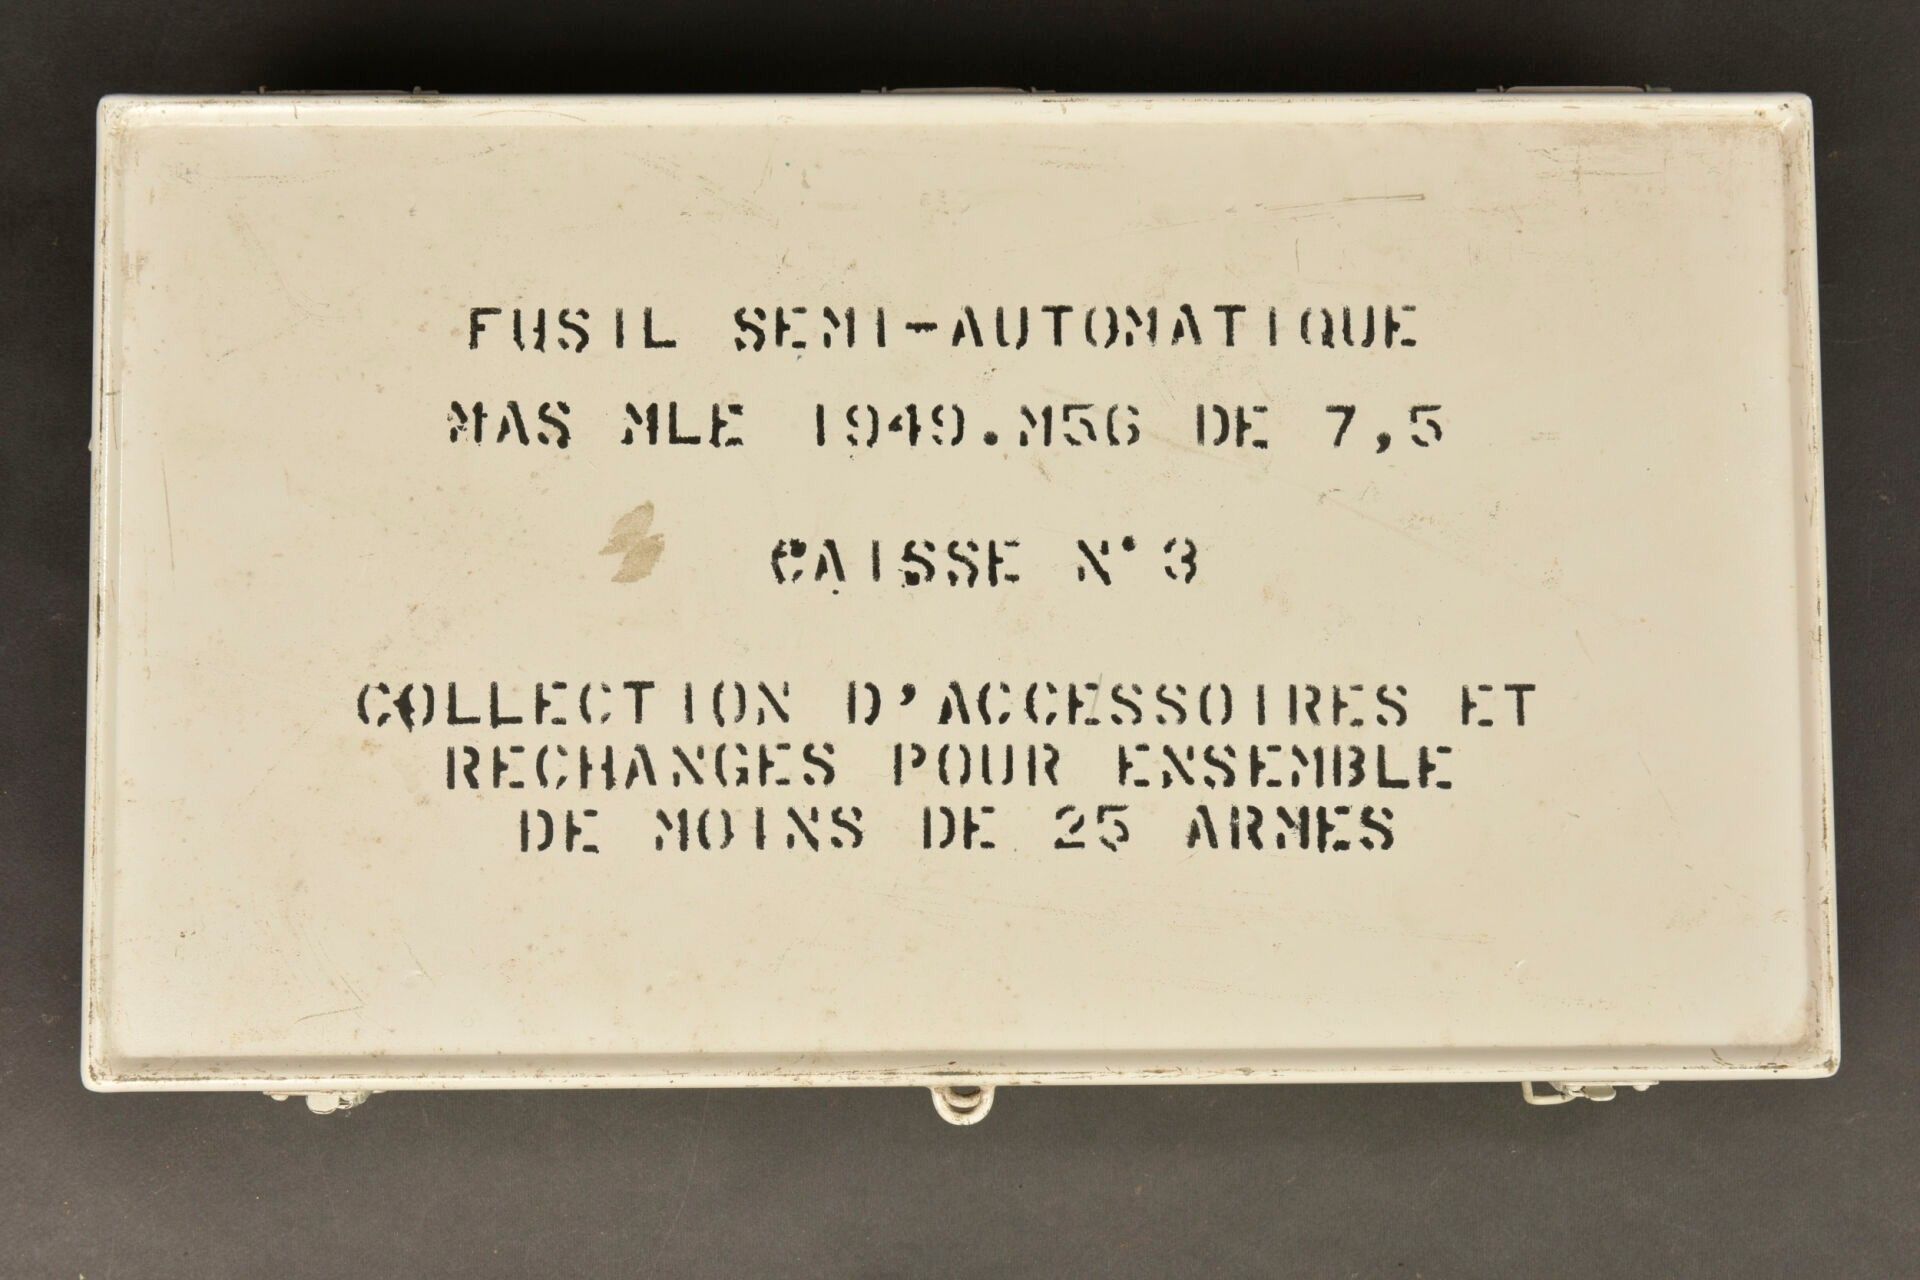 FUSIL SEMI-AUTOMATIQUE
MAS MLE 1949.M56 DE 7,5
CAISSE N°3
COLLECTION D'ACCESSOIRES ET
RECHANGES POUR ENSEMBLE
DE MOINS DE 25 ARMES